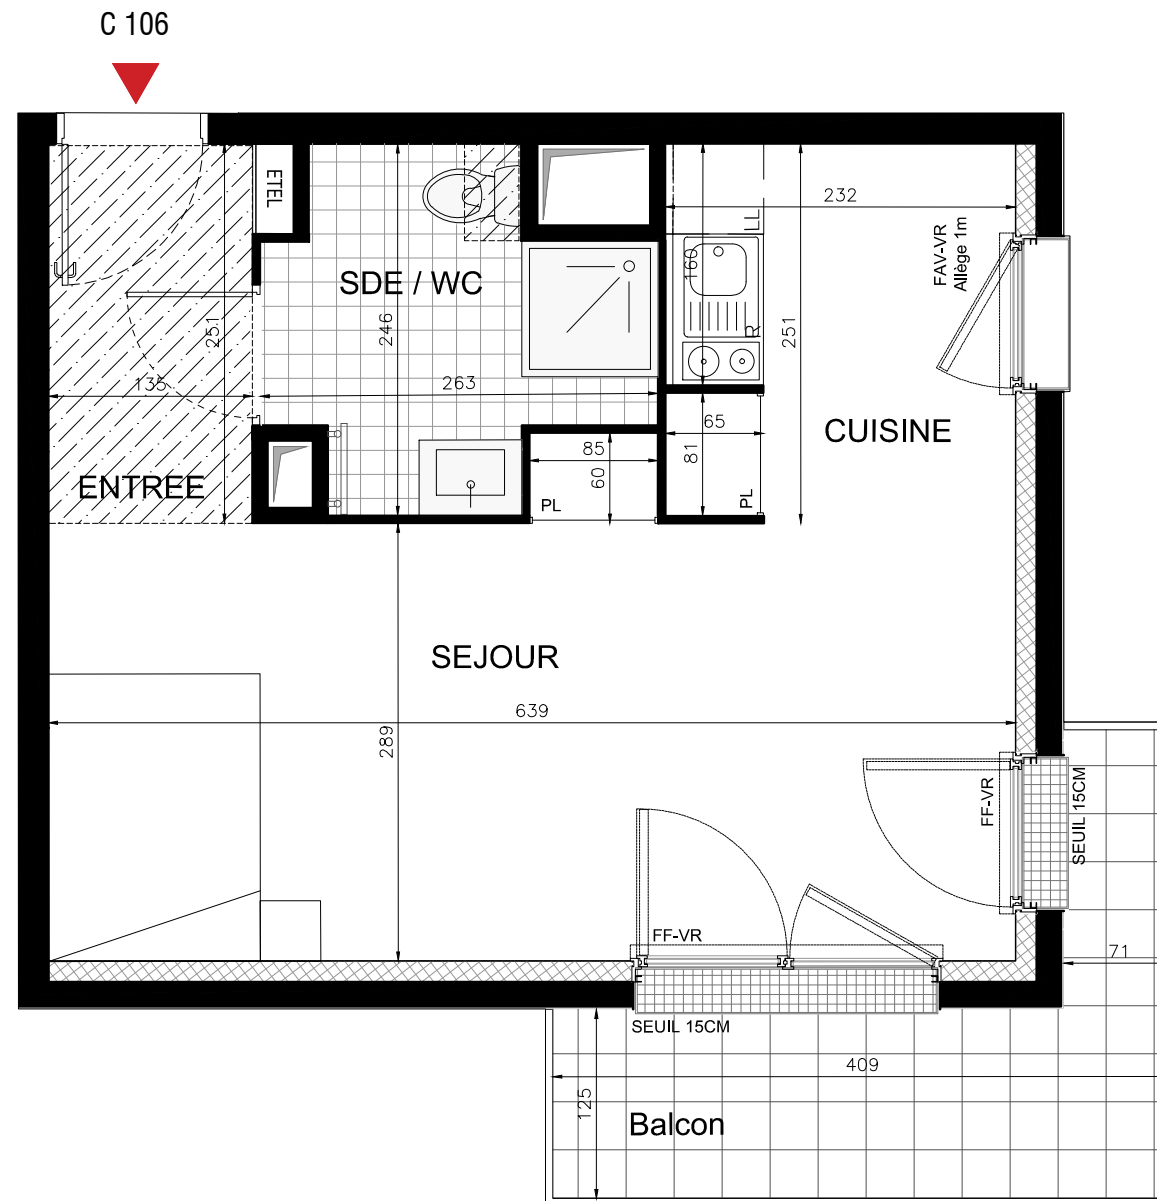 C 106
ETEL
SDE / WC
LL
232
FAV-VR
Allège 1m
160
R
251
246
251
135
263
65
CUISINE
85
81
60
PL
PL
ENTREE
SEJOUR
639
289
FF-VR
SEUIL 15CM
FF-VR
71
SEUIL 15CM
409
125
Balcon